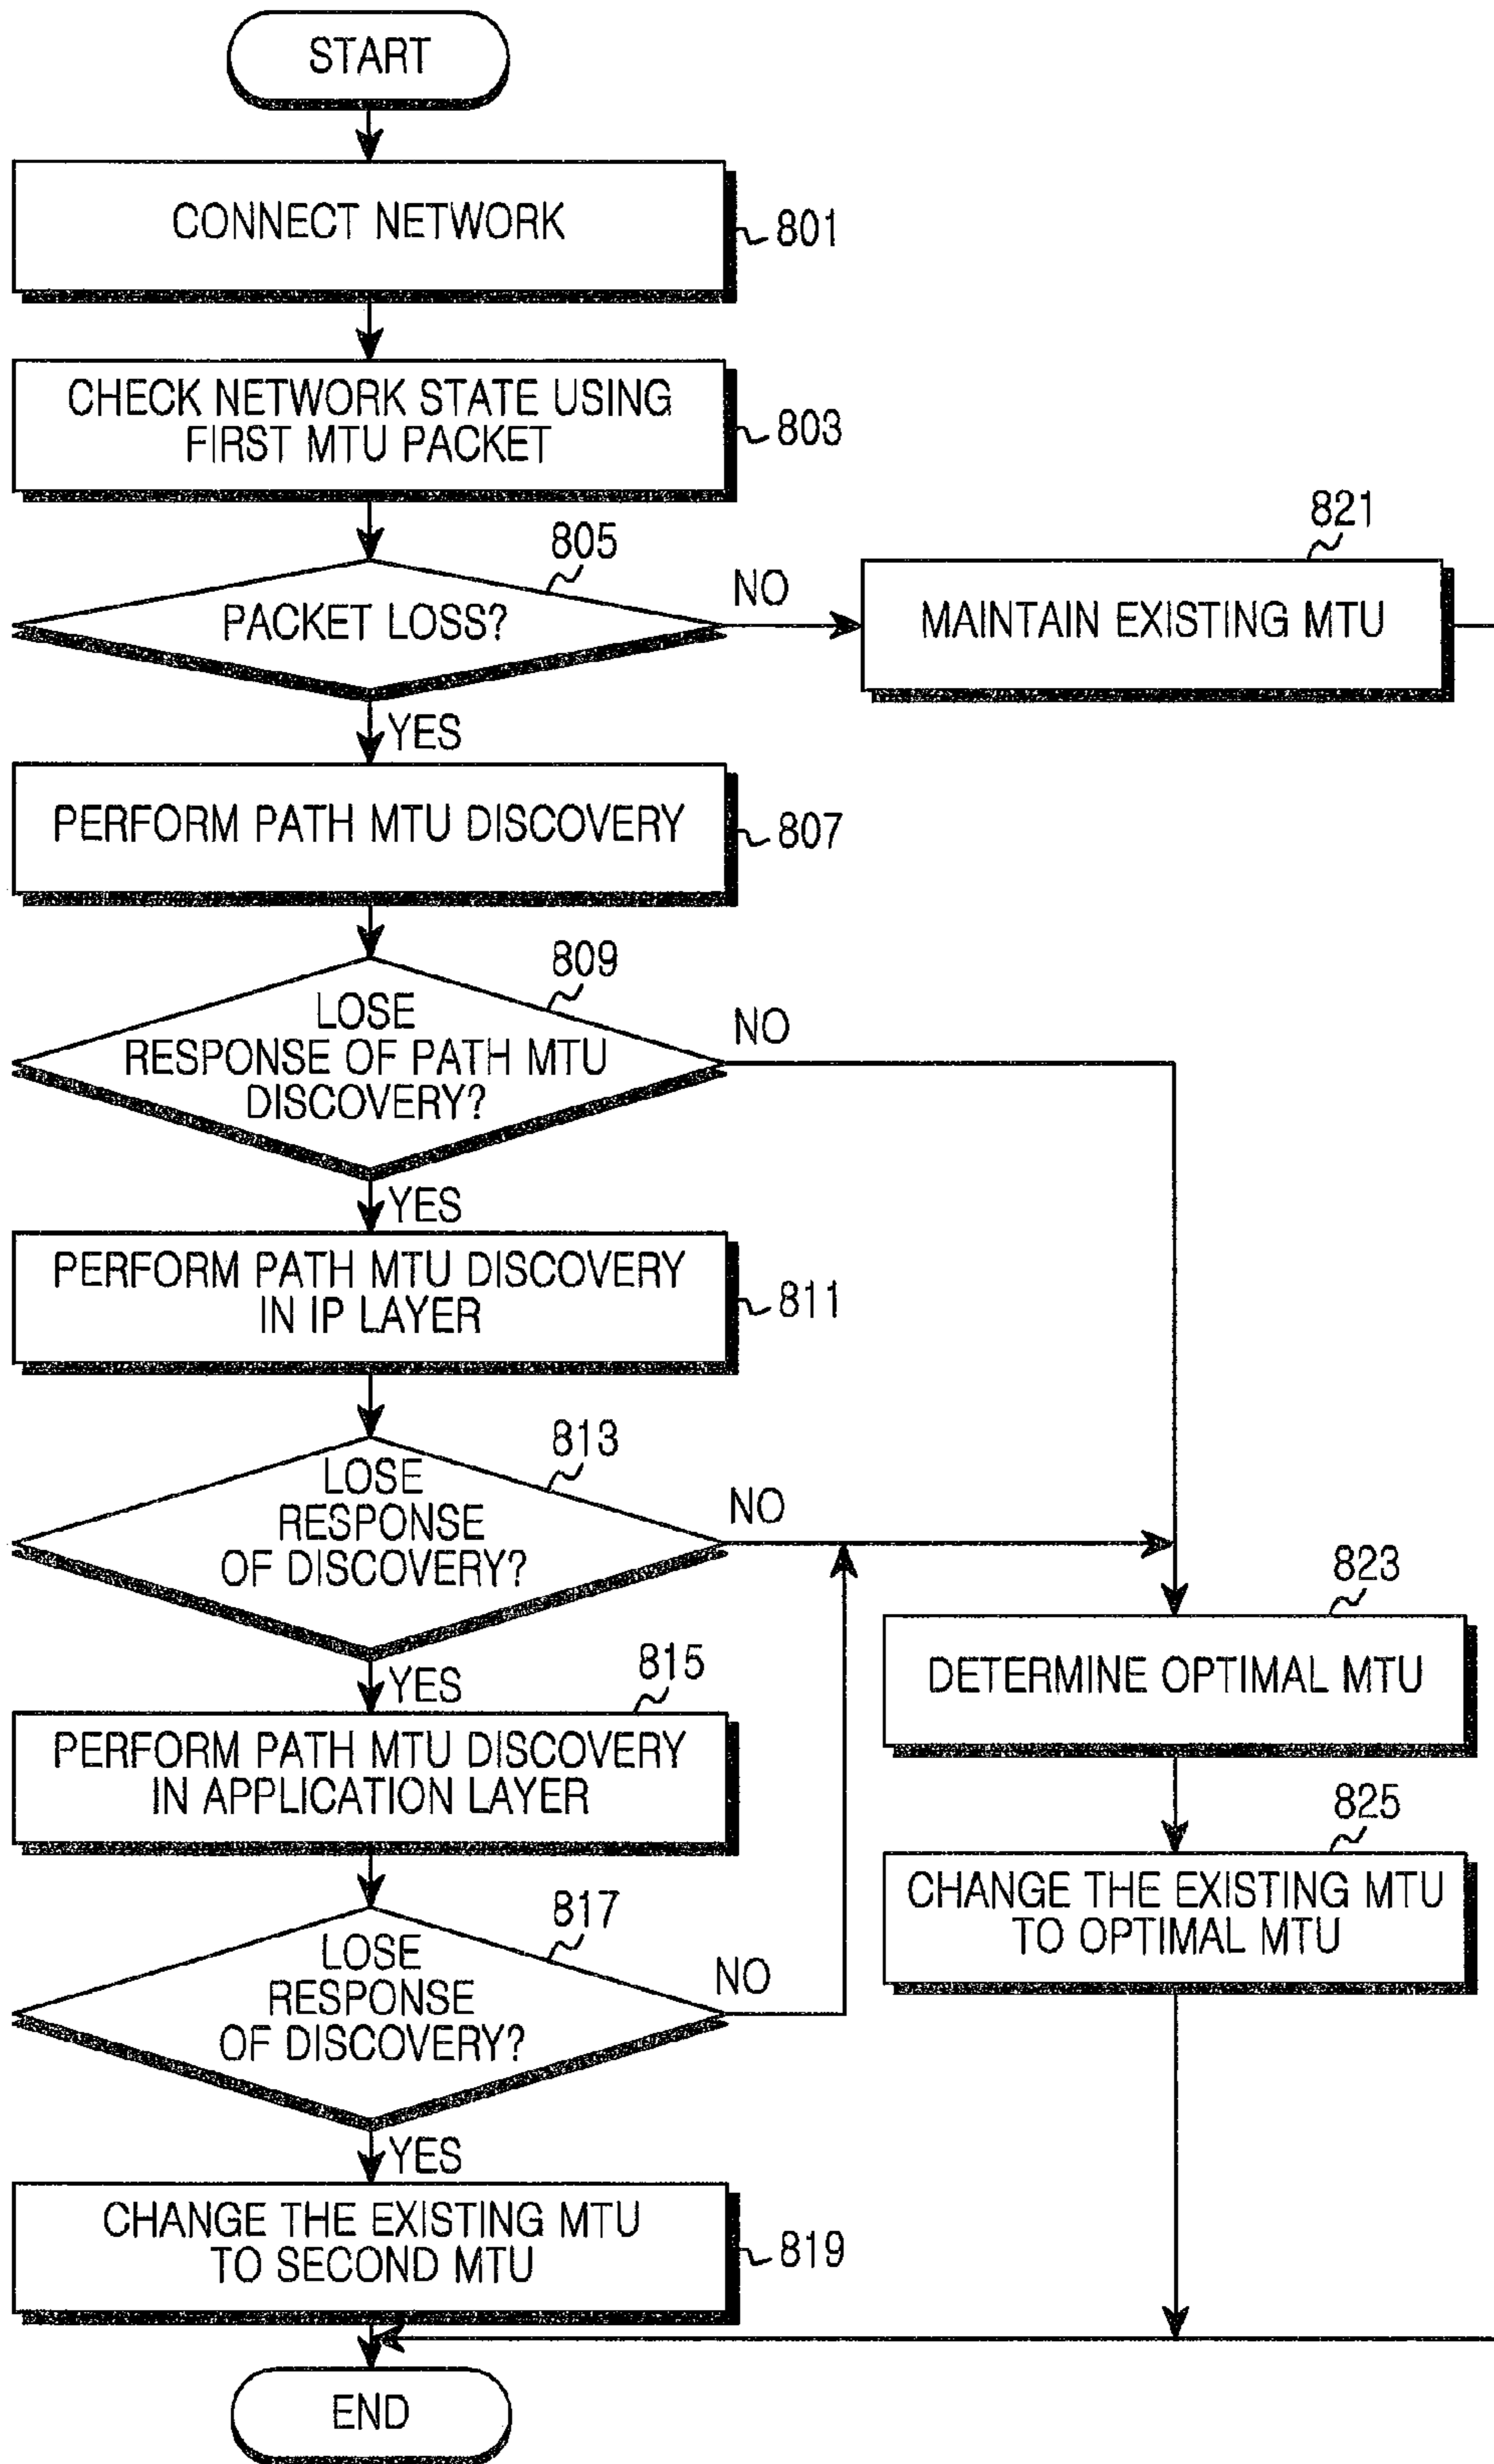 START
CONNECT NETWORK
801
CHECK NETWORK STATE USING
FIRST MTU PACKET
803
805
PACKET LOSS?
NO
821
MAINTAIN EXISTING MTU
YES
PERFORM PATH MTU DISCOVERY
807
809
LOSE
RESPONSE OF PATH MTU
DISCOVERY?
NO
YES
PERFORM PATH MTU DISCOVERY
IN IP LAYER
811
813
LOSE
RESPONSE
OF DISCOVERY?
NO
823
DETERMINE OPTIMAL MTU
YES
815
PERFORM PATH MTU DISCOVERY
IN APPLICATION LAYER
825
CHANGE THE EXISTING MTU
TO OPTIMAL MTU
817
LOSE
RESPONSE
OF DISCOVERY?
NO
YES
CHANGE THE EXISTING MTU
TO SECOND MTU
819
END